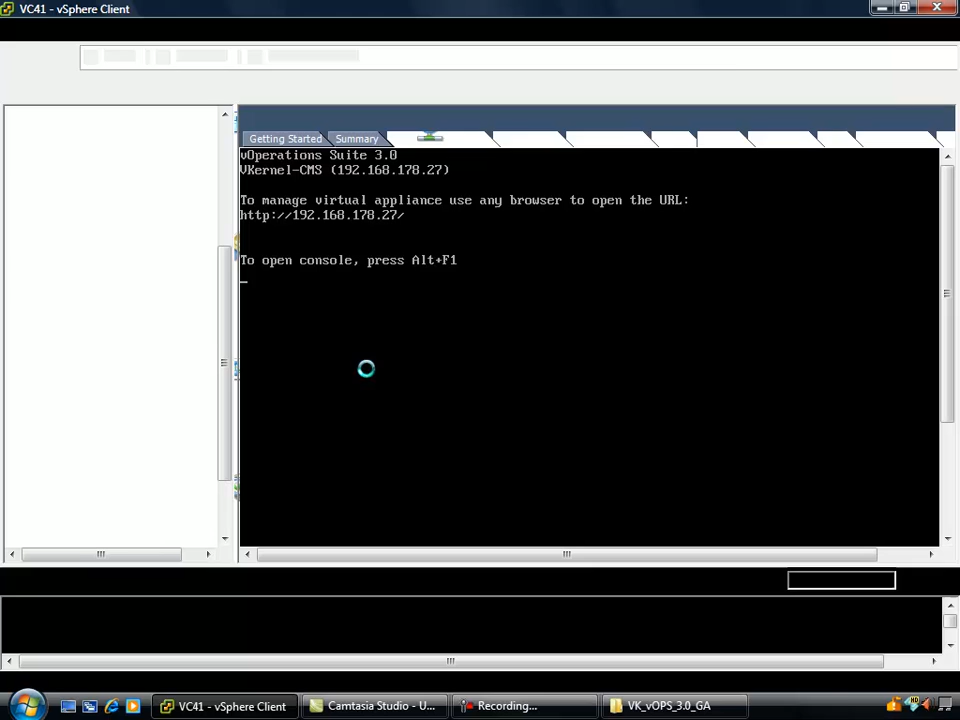 VC41 - vSphere Client
Getting Started
Summary
vOperations Suite 3.0
VKernel-CMS (192.168.178.27)
To manage virtual appliance use any browser to open the URL:
http://192.168.178.27/
To open console, press Alt+F1
VC41 - vSphere Client
Camtasia Studio - U...
Recording...
VK_vOPS_3.0_GA